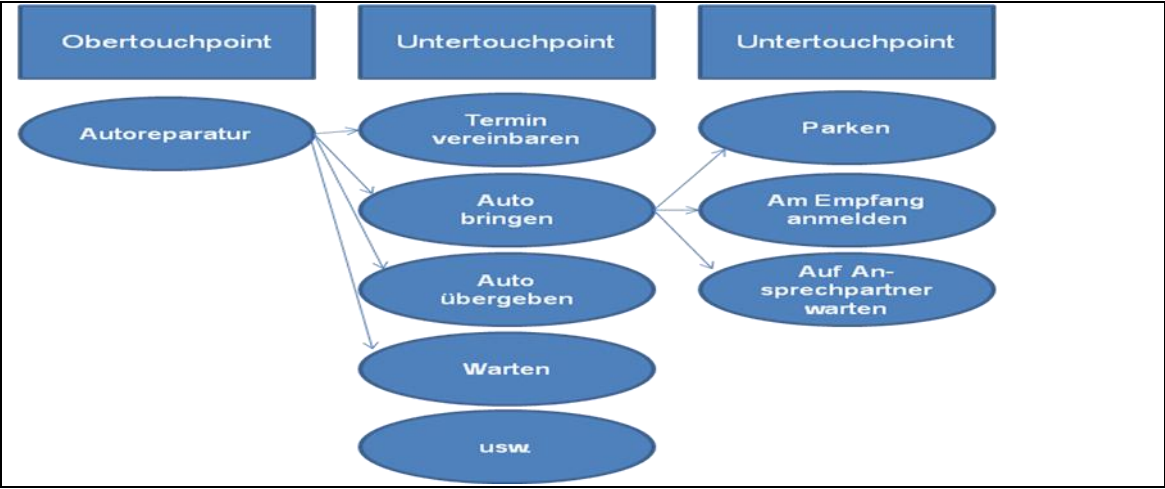 Obertouchpoint
Untertouchpoint
Untertouchpoint
Autoreparatur
Termin
vereinbaren
Parken
Auto
bringen
Am Empfang
anmelden
Auto
übergeben
Auf An-
sprechpartner
warten
Warten
usw.